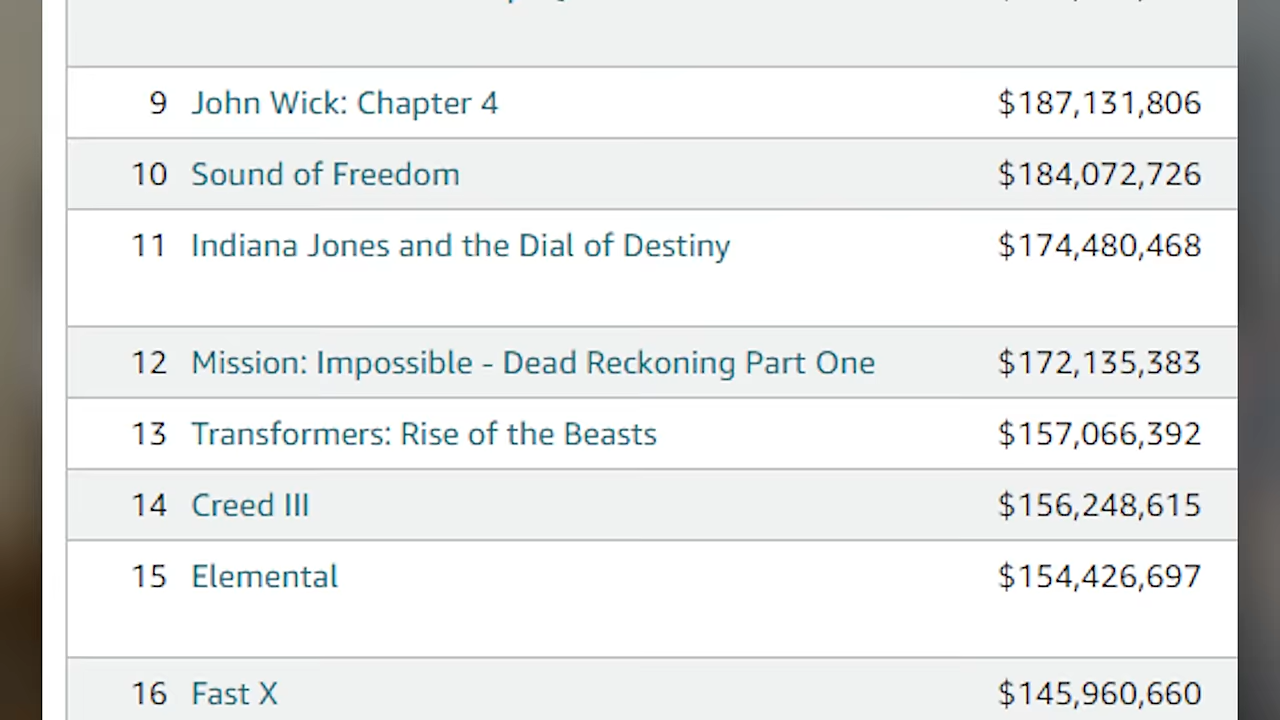 9 John Wick: Chapter 4 $187,131,806
10 Sound of Freedom $184,072,726
11 Indiana Jones and the Dial of Destiny $174,480,468
12 Mission: Impossible - Dead Reckoning Part One $172,135,383
13 Transformers: Rise of the Beasts $157,066,392
14 Creed III $156,248,615
15 Elemental $154,426,697
16 Fast X $145,960,660